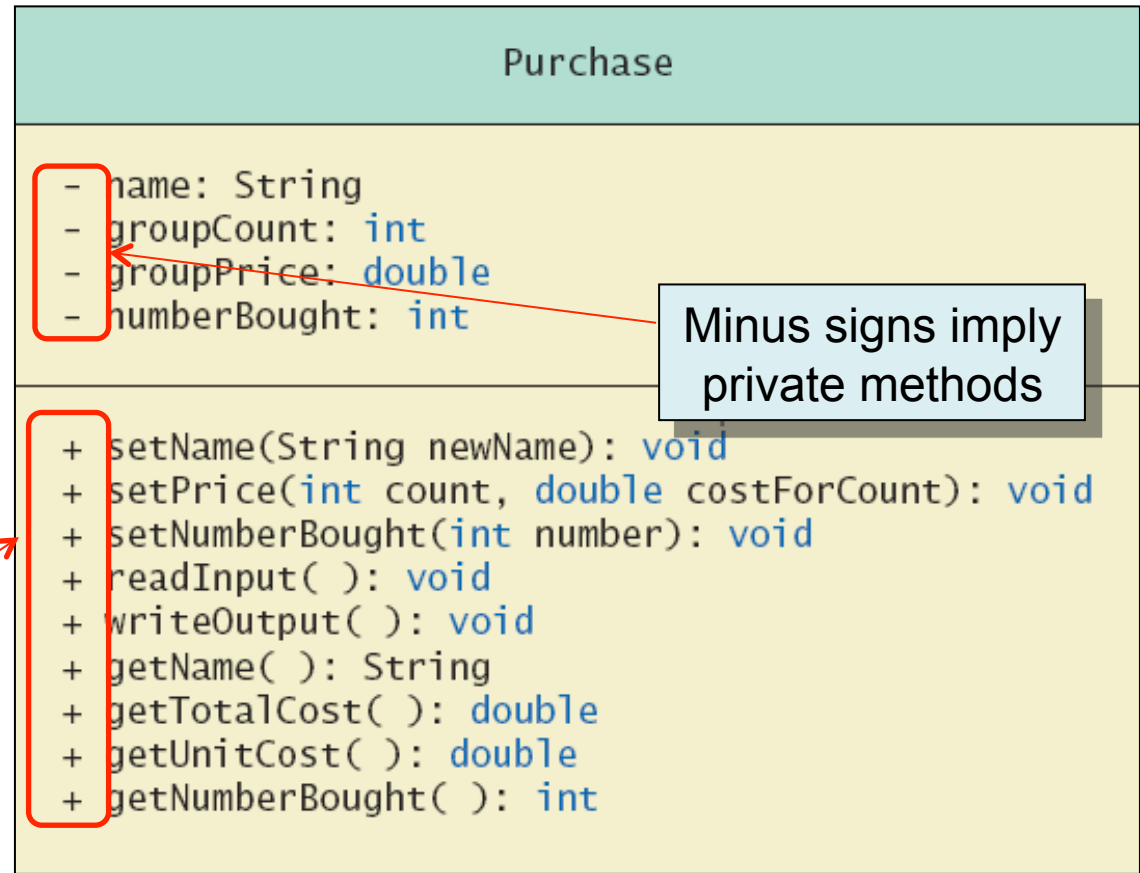 Purchase
- name: String
- groupCount: int
- groupPrice: double
- numberBought: int
Minus signs imply
private methods
+ setName(String newName): void
+ setPrice(int count, double costForCount): void
+ setNumberBought(int number): void
+ readInput( ): void
+ writeOutput( ): void
+ getName( ): String
+ getTotalCost( ): double
+ getUnitCost( ): double
+ getNumberBought( ): int